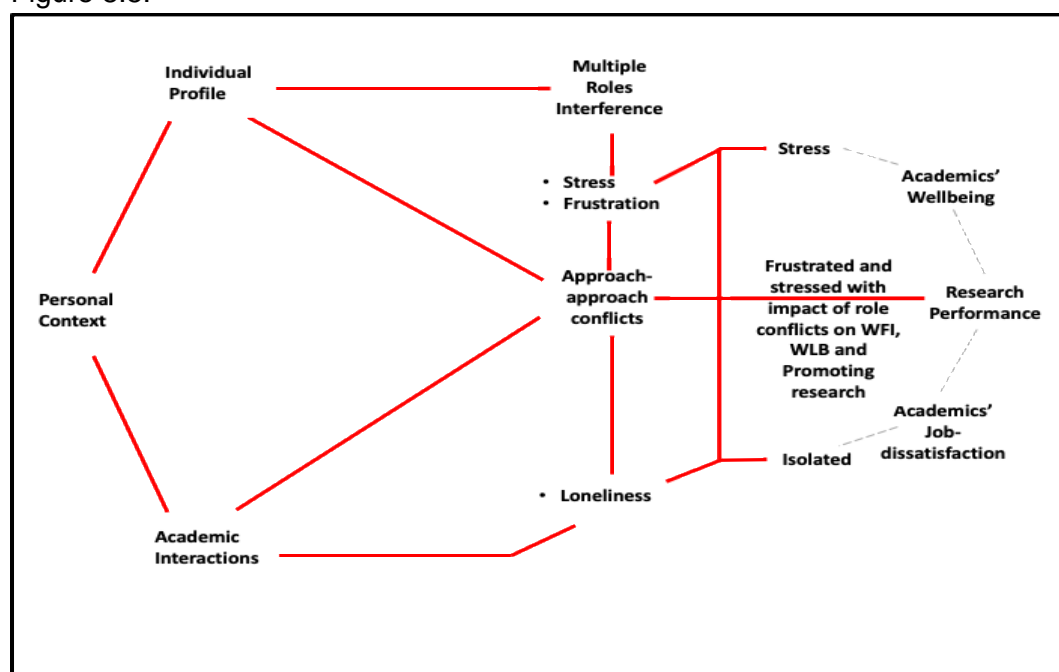 Individual
Profile
Multiple
Roles
Interference
Stress
Academics'
Wellbeing
• Stress
• Frustration
Personal
Context
Approach-
approach
conflicts
Frustrated and
stressed with
impact of role
conflicts on WFI,
WLB and
Promoting
research
Research
Performance
Academics'
Job-
dissatisfaction
Isolated
• Loneliness
Academic
Interactions